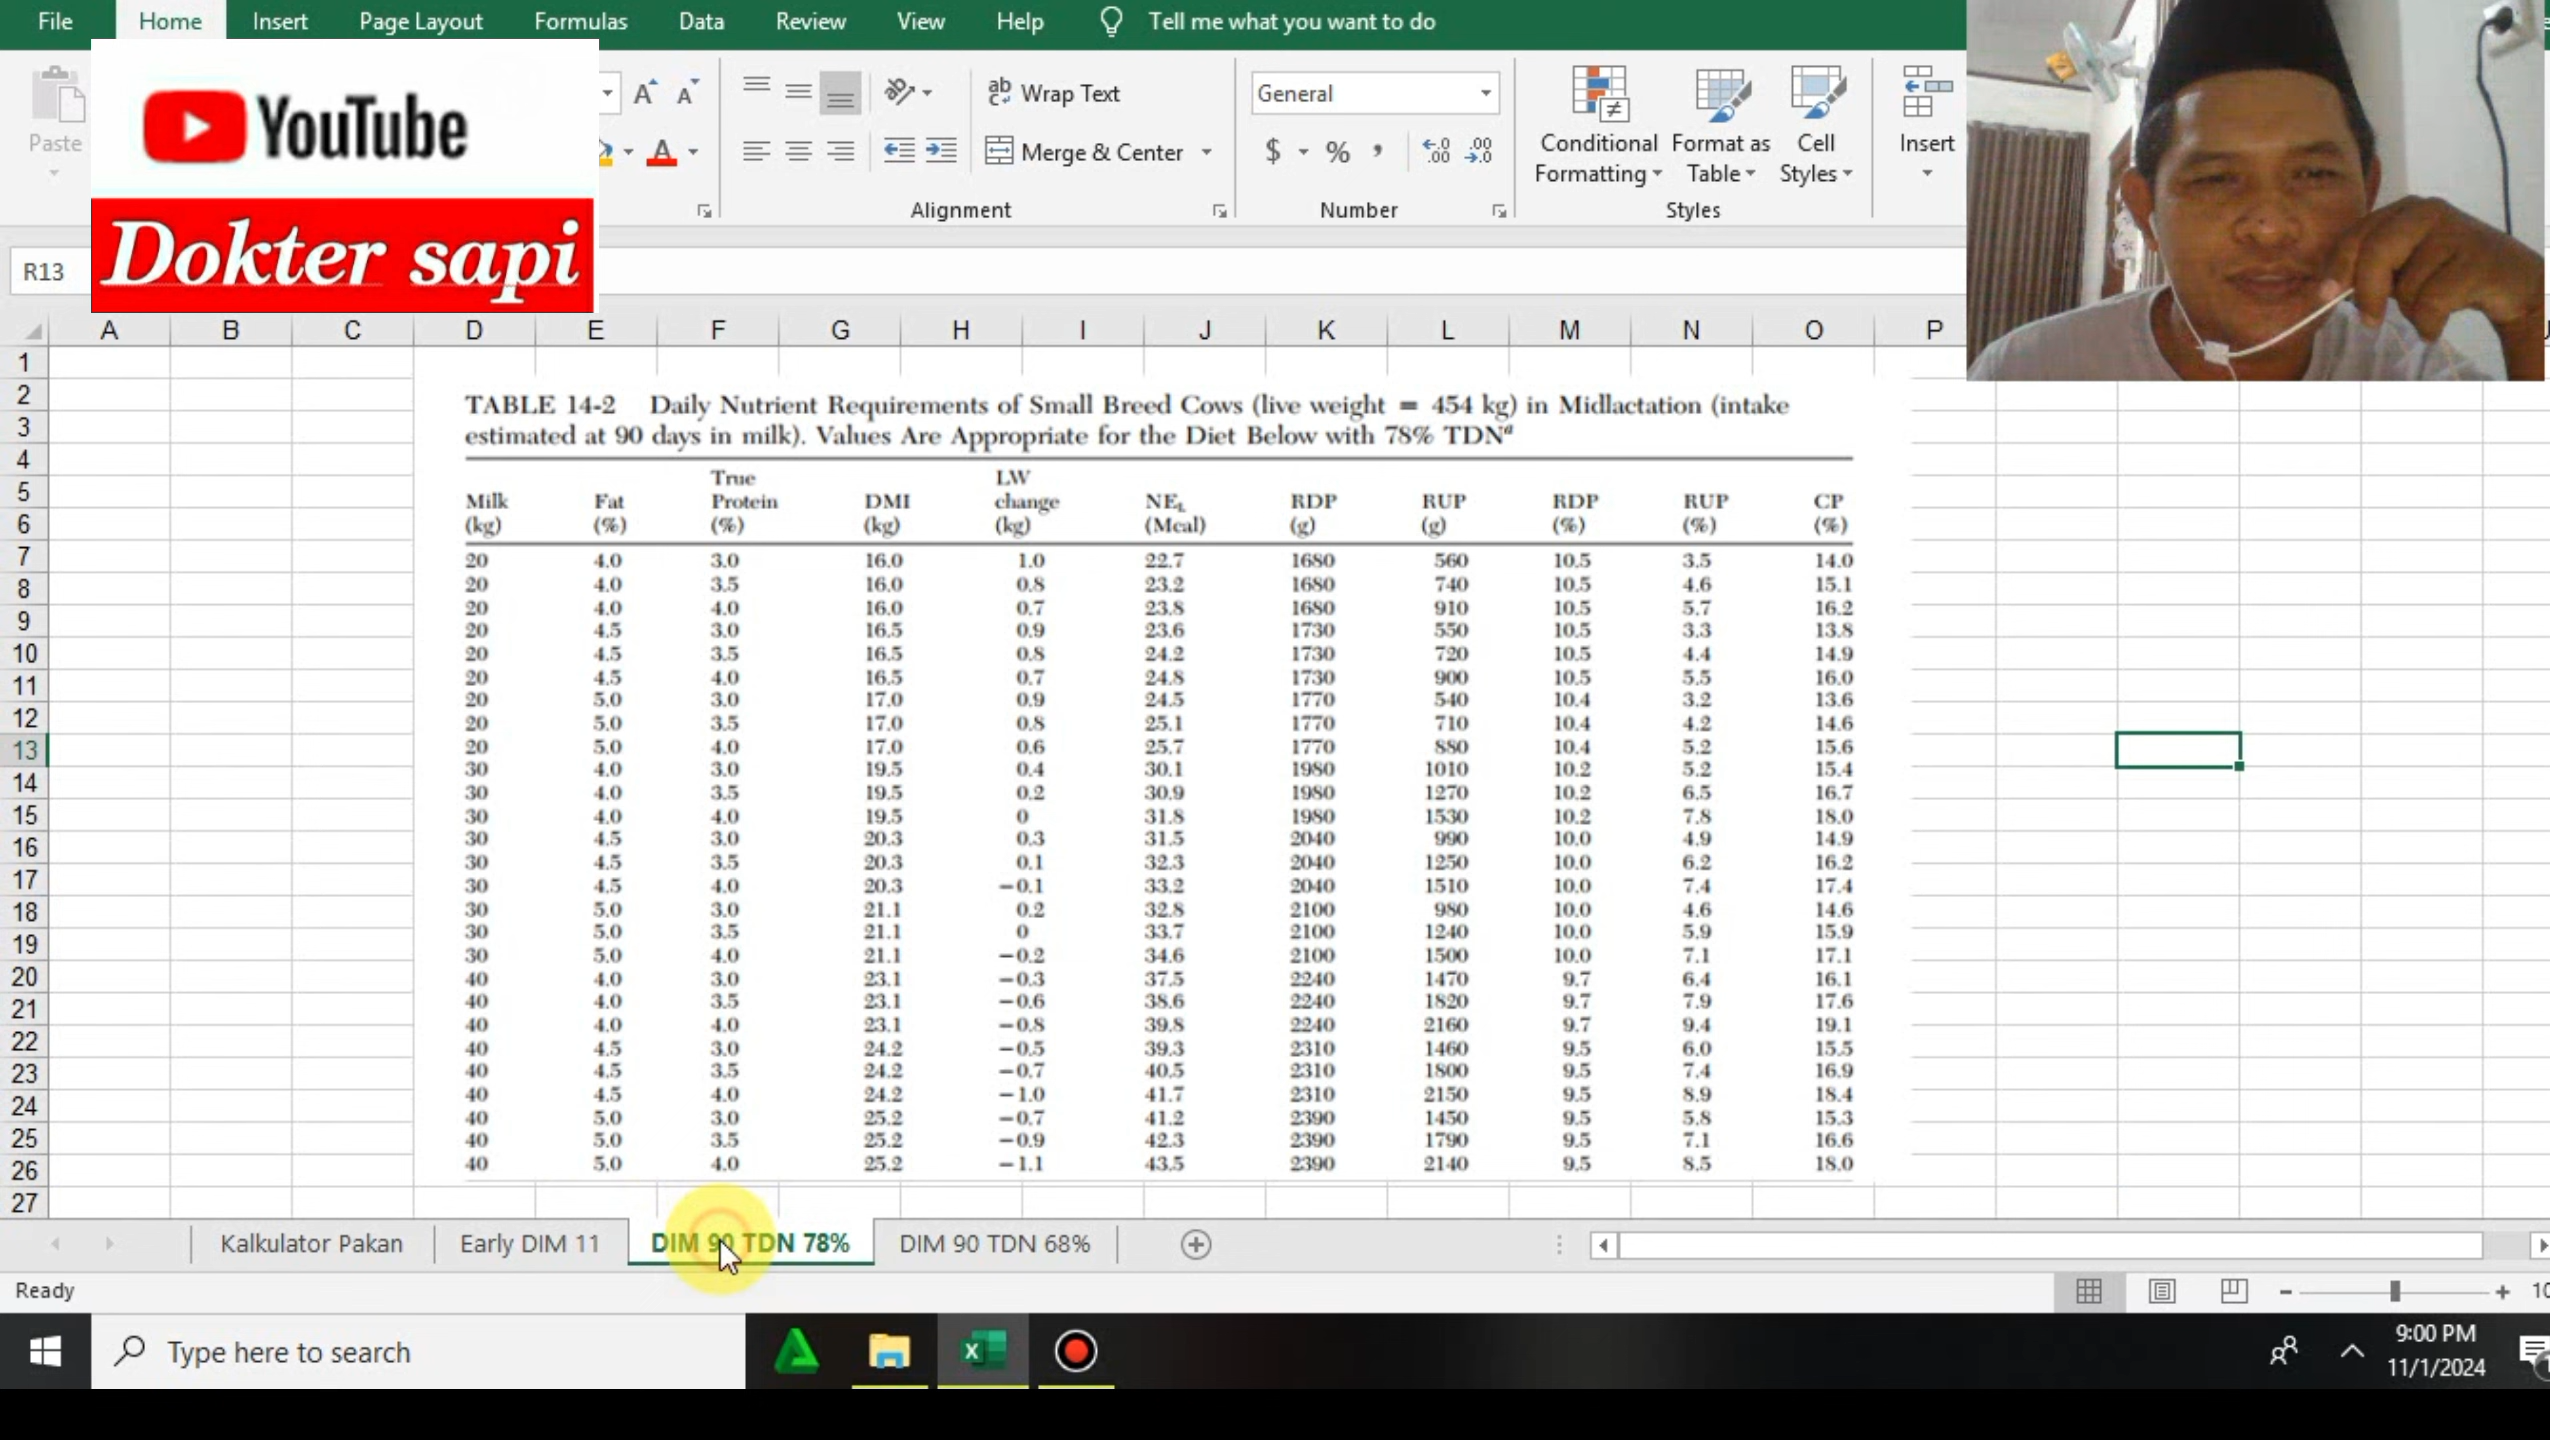 File Home Insert Page Layout Formulas Data Review View Help Tell me what you want to do
YouTube
Dokter sapi
Paste
Wrap Text
Merge & Center
Alignment
General
Number
Conditional Formatting
Format as Table
Cell Styles
Styles
Insert
R13
A B C D E F G H I J K L M N O P
TABLE 14-2 Daily Nutrient Requirements of Small Breed Cows (live weight = 454 kg) in Midlactation (intake
estimated at 90 days in milk). Values Are Appropriate for the Diet Below with 78% TDNᵃ
Milk (kg) Fat (%) True Protein (%) DMI (kg) LW change (kg) NEL (Mcal) RDP (g) RUP (g) RDP (%) RUP (%) CP (%)
20 4.0 3.0 16.0 1.0 22.7 1680 560 10.5 3.5 14.0
20 4.0 3.5 16.0 0.8 23.2 1680 740 10.5 4.6 15.1
20 4.0 4.0 16.0 0.7 23.8 1680 910 10.5 5.7 16.2
20 4.5 3.0 16.5 0.9 23.6 1730 550 10.5 3.3 13.8
20 4.5 3.5 16.5 0.8 24.2 1730 720 10.5 4.4 14.9
20 4.5 4.0 16.5 0.7 24.8 1730 900 10.5 5.5 16.0
20 5.0 3.0 17.0 0.9 24.5 1770 540 10.4 3.2 13.6
20 5.0 3.5 17.0 0.8 25.1 1770 710 10.4 4.2 14.6
20 5.0 4.0 17.0 0.6 25.7 1770 880 10.4 5.2 15.6
30 4.0 3.0 19.5 0.4 30.1 1980 1010 10.2 5.2 15.4
30 4.0 3.5 19.5 0.2 30.9 1980 1270 10.2 6.5 16.7
30 4.0 4.0 19.5 0 31.8 1980 1530 10.2 7.8 18.0
30 4.5 3.0 20.3 0.3 31.5 2040 990 10.0 4.9 14.9
30 4.5 3.5 20.3 0.1 32.3 2040 1250 10.0 6.2 16.2
30 4.5 4.0 20.3 −0.1 33.2 2040 1510 10.0 7.4 17.4
30 5.0 3.0 21.1 0.2 32.8 2100 980 10.0 4.6 14.6
30 5.0 3.5 21.1 0 33.7 2100 1240 10.0 5.9 15.9
30 5.0 4.0 21.1 −0.2 34.6 2100 1500 10.0 7.1 17.1
40 4.0 3.0 23.1 −0.3 37.5 2240 1470 9.7 6.4 16.1
40 4.0 3.5 23.1 −0.6 38.6 2240 1820 9.7 7.9 17.6
40 4.0 4.0 23.1 −0.8 39.8 2240 2160 9.7 9.4 19.1
40 4.5 3.0 24.2 −0.5 39.3 2310 1460 9.5 6.0 15.5
40 4.5 3.5 24.2 −0.7 40.5 2310 1800 9.5 7.4 16.9
40 4.5 4.0 24.2 −1.0 41.7 2310 2150 9.5 8.9 18.4
40 5.0 3.0 25.2 −0.7 41.2 2390 1450 9.5 5.8 15.3
40 5.0 3.5 25.2 −0.9 42.3 2390 1790 9.5 7.1 16.6
40 5.0 4.0 25.2 −1.1 43.5 2390 2140 9.5 8.5 18.0
1
2
3
4
5
6
7
8
9
10
11
12
13
14
15
16
17
18
19
20
21
22
23
24
25
26
27
Kalkulator Pakan Early DIM 11 DIM 90 TDN 78% DIM 90 TDN 68%
Ready
Type here to search
9:00 PM
11/1/2024